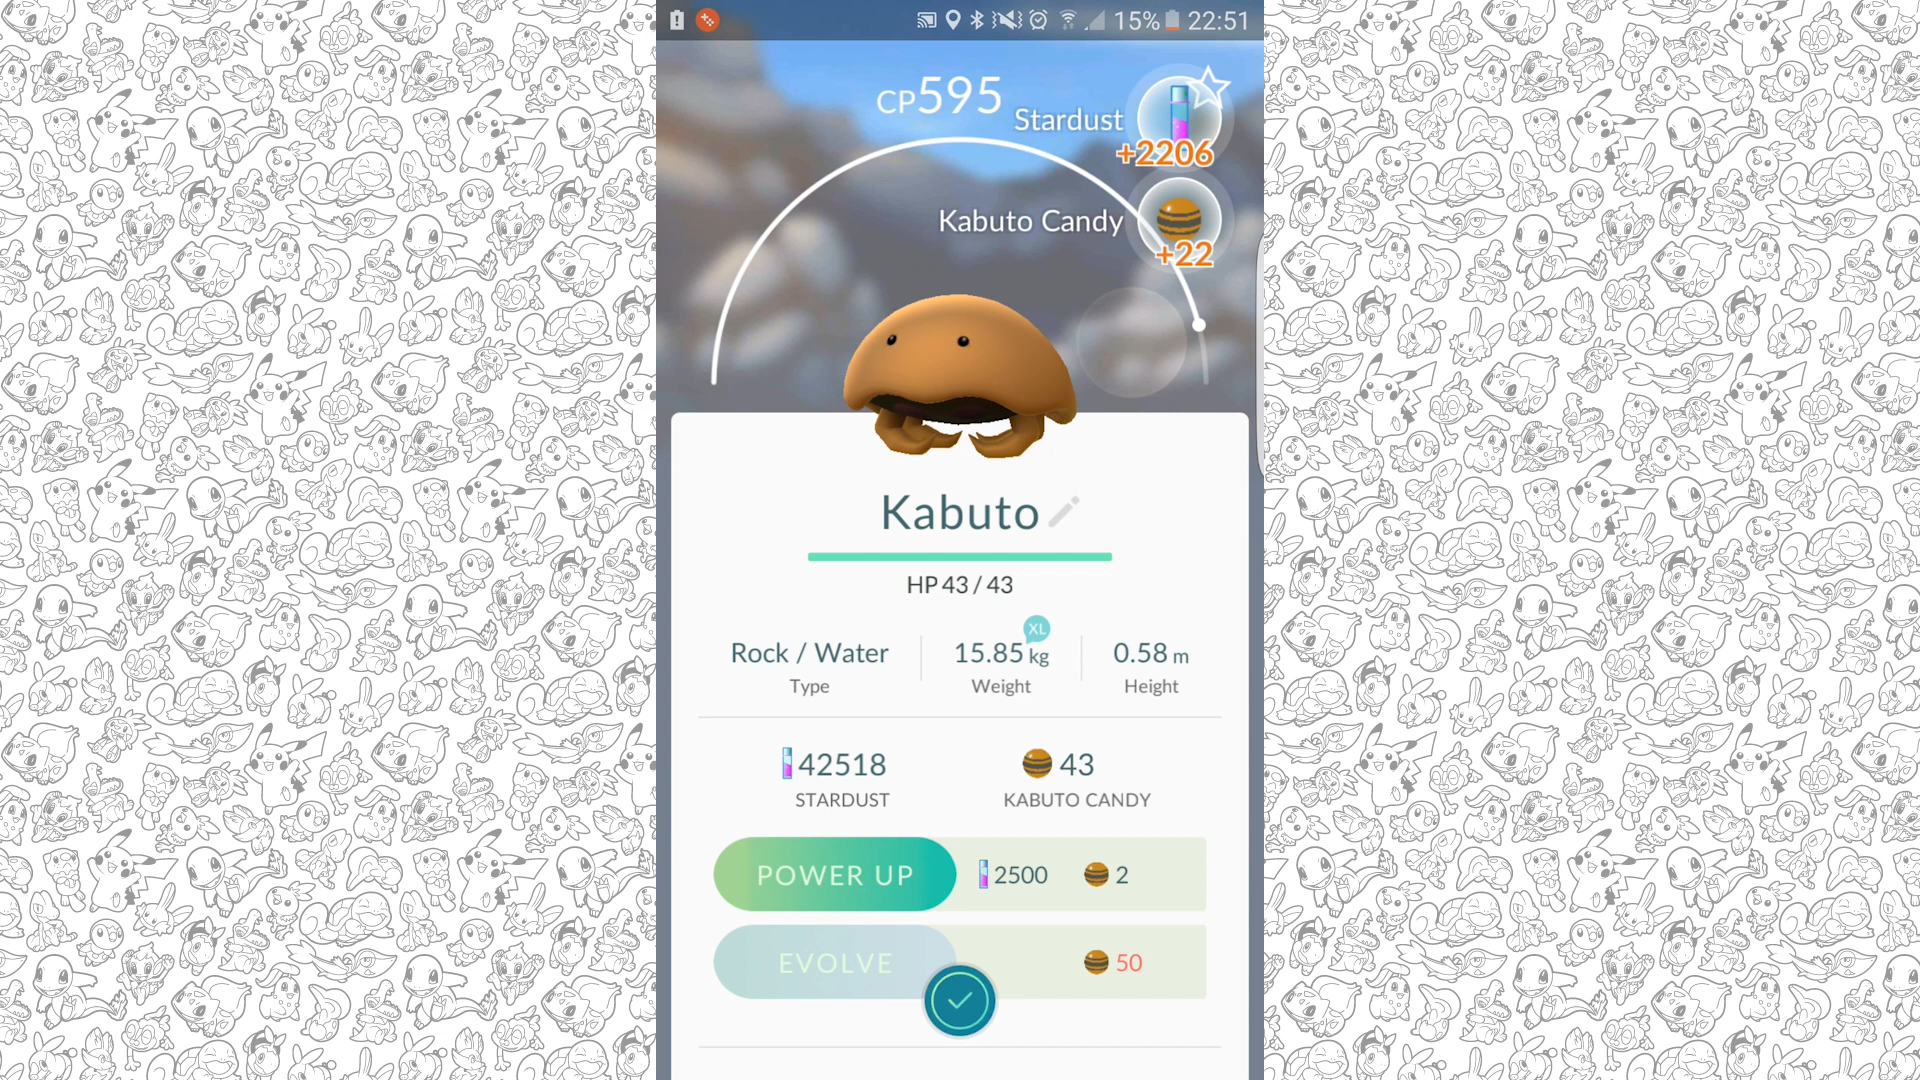 15% 22:51
CP595
Stardust
+2206
Kabuto Candy
+22
Kabuto
HP 43 / 43
XL
Rock / Water 15.85 kg 0.58 m
Type Weight Height
42518 43
STARDUST KABUTO CANDY
POWER UP 2500 2
EVOLVE 50